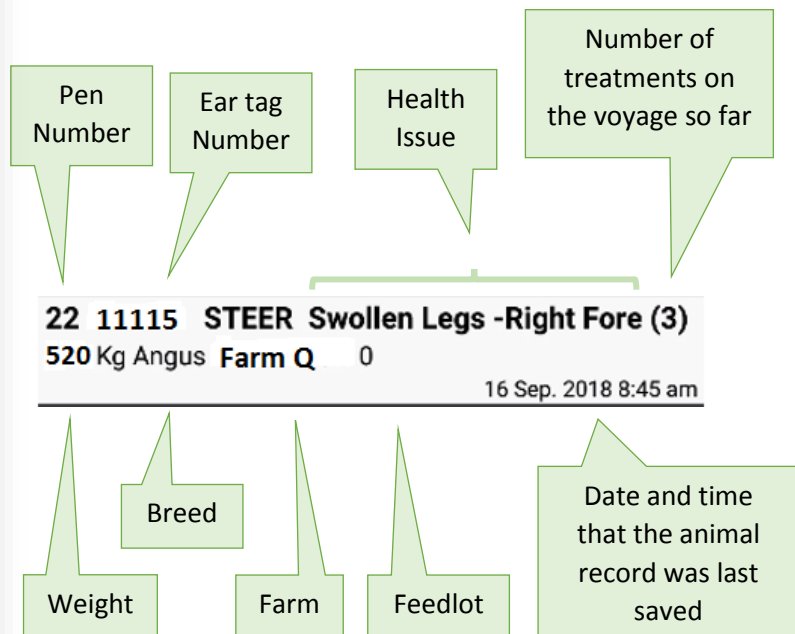 Number of
treatments on
the voyage so far
Pen
Number
Ear tag
Number
Health
Issue
22 11115 STEER Swollen Legs -Right Fore (3)
520 Kg Angus Farm Q 0
16 Sep. 2018 8:45 am
Breed
Weight
Farm
Feedlot
Date and time
that the animal
record was last
saved